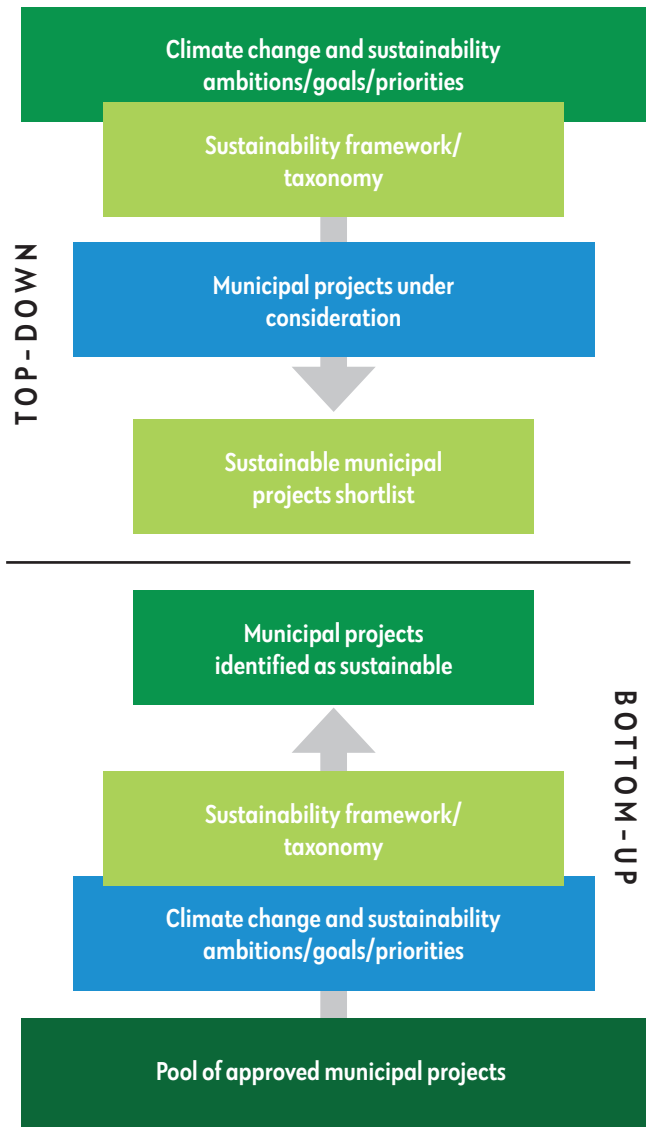 Climate change and sustainability
ambitions/goals/priorities
Sustainability framework/
taxonomy
TOP-DOWN
Municipal projects under
consideration
Sustainable municipal
projects shortlist
Municipal projects
identified as sustainable
BOTTOM-UP
Sustainability framework/
taxonomy
Climate change and sustainability
ambitions/goals/priorities
Pool of approved municipal projects